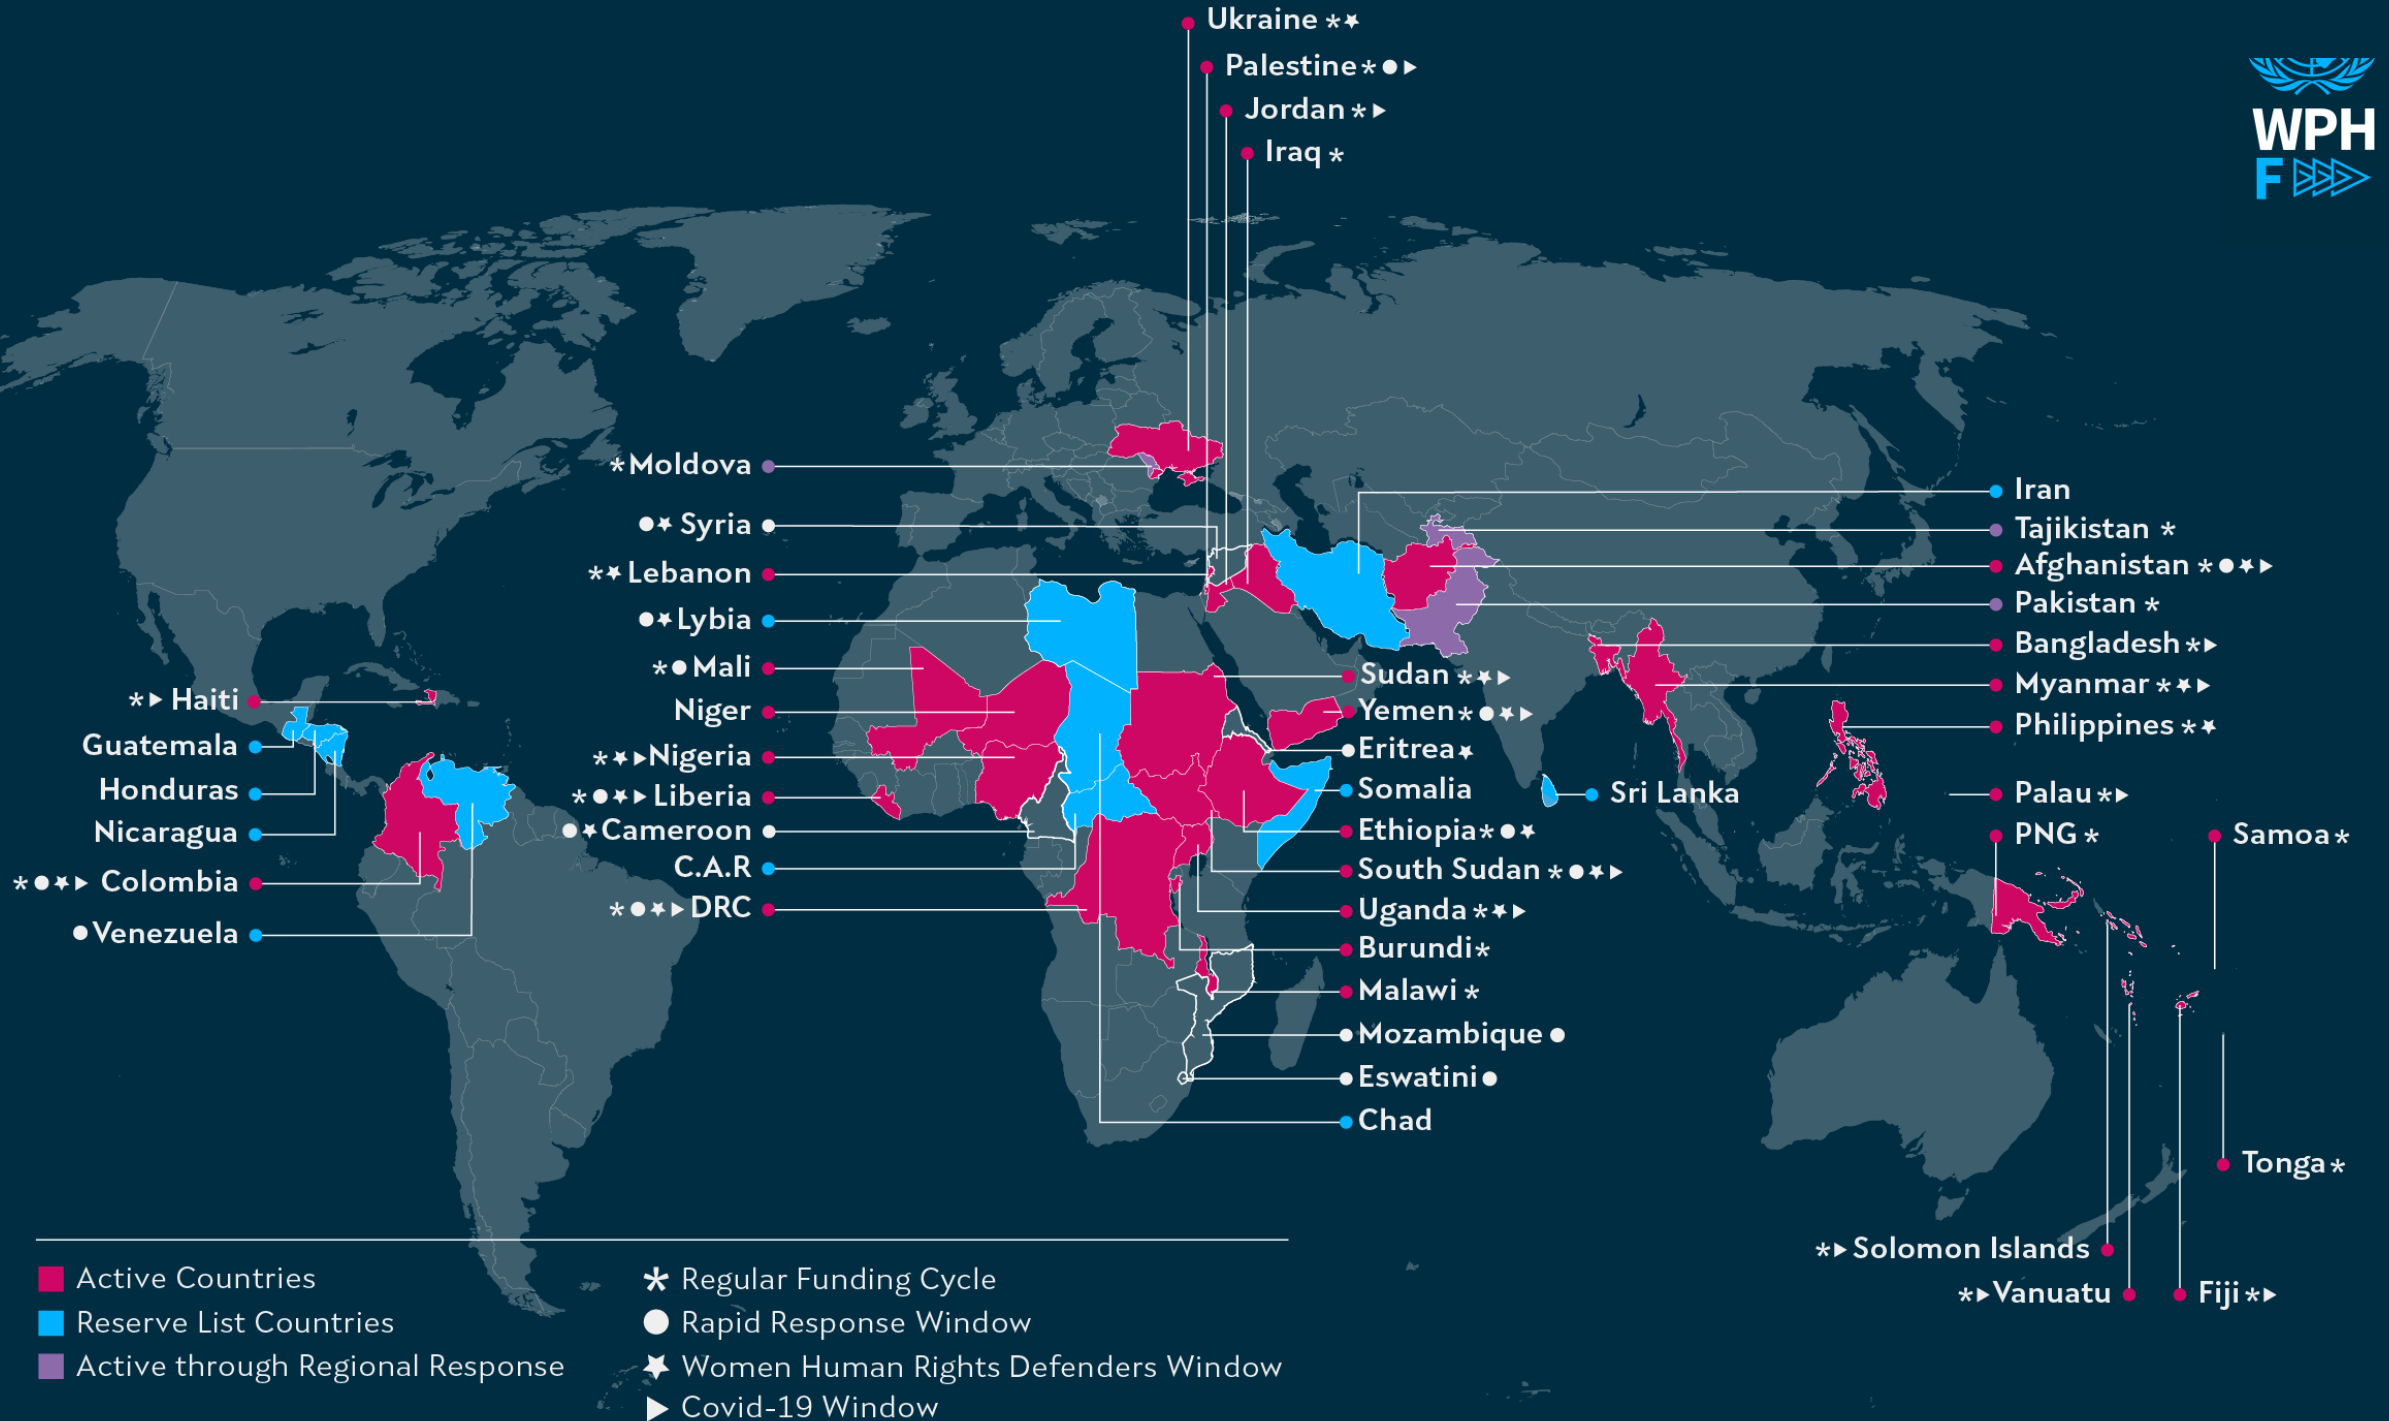 Ukraine *★
Palestine*●▶
Jordan *▶
Iraq *
WPH
F
*Moldova
●★ Syria
*★Lebanon
●★Lybia
*●Mali
Niger
*★▶Nigeria
*●★▶ Liberia
●★Cameroon
C.A.R
*●★▶DRC
*▶ Haiti
Guatemala
Honduras
Nicaragua
*●★▶ Colombia
●Venezuela
Sudan *★▶
Yemen*●★▶
Eritrea★
Somalia
Ethiopia*●★
South Sudan *●★▶
Uganda *★▶
Burundi*
Malawi *
Mozambique ●
Eswatini●
Chad
Iran
Tajikistan *
Afghanistan *●★▶
Pakistan *
Bangladesh*▶
Myanmar *★▶
Philippines *★
Sri Lanka
Palau*▶
PNG *
Samoa*
Tonga*
*▶Solomon Islands
*▶Vanuatu
Fiji*▶
Active Countries
Reserve List Countries
Active through Regional Response
* Regular Funding Cycle
● Rapid Response Window
★ Women Human Rights Defenders Window
▶ Covid-19 Window